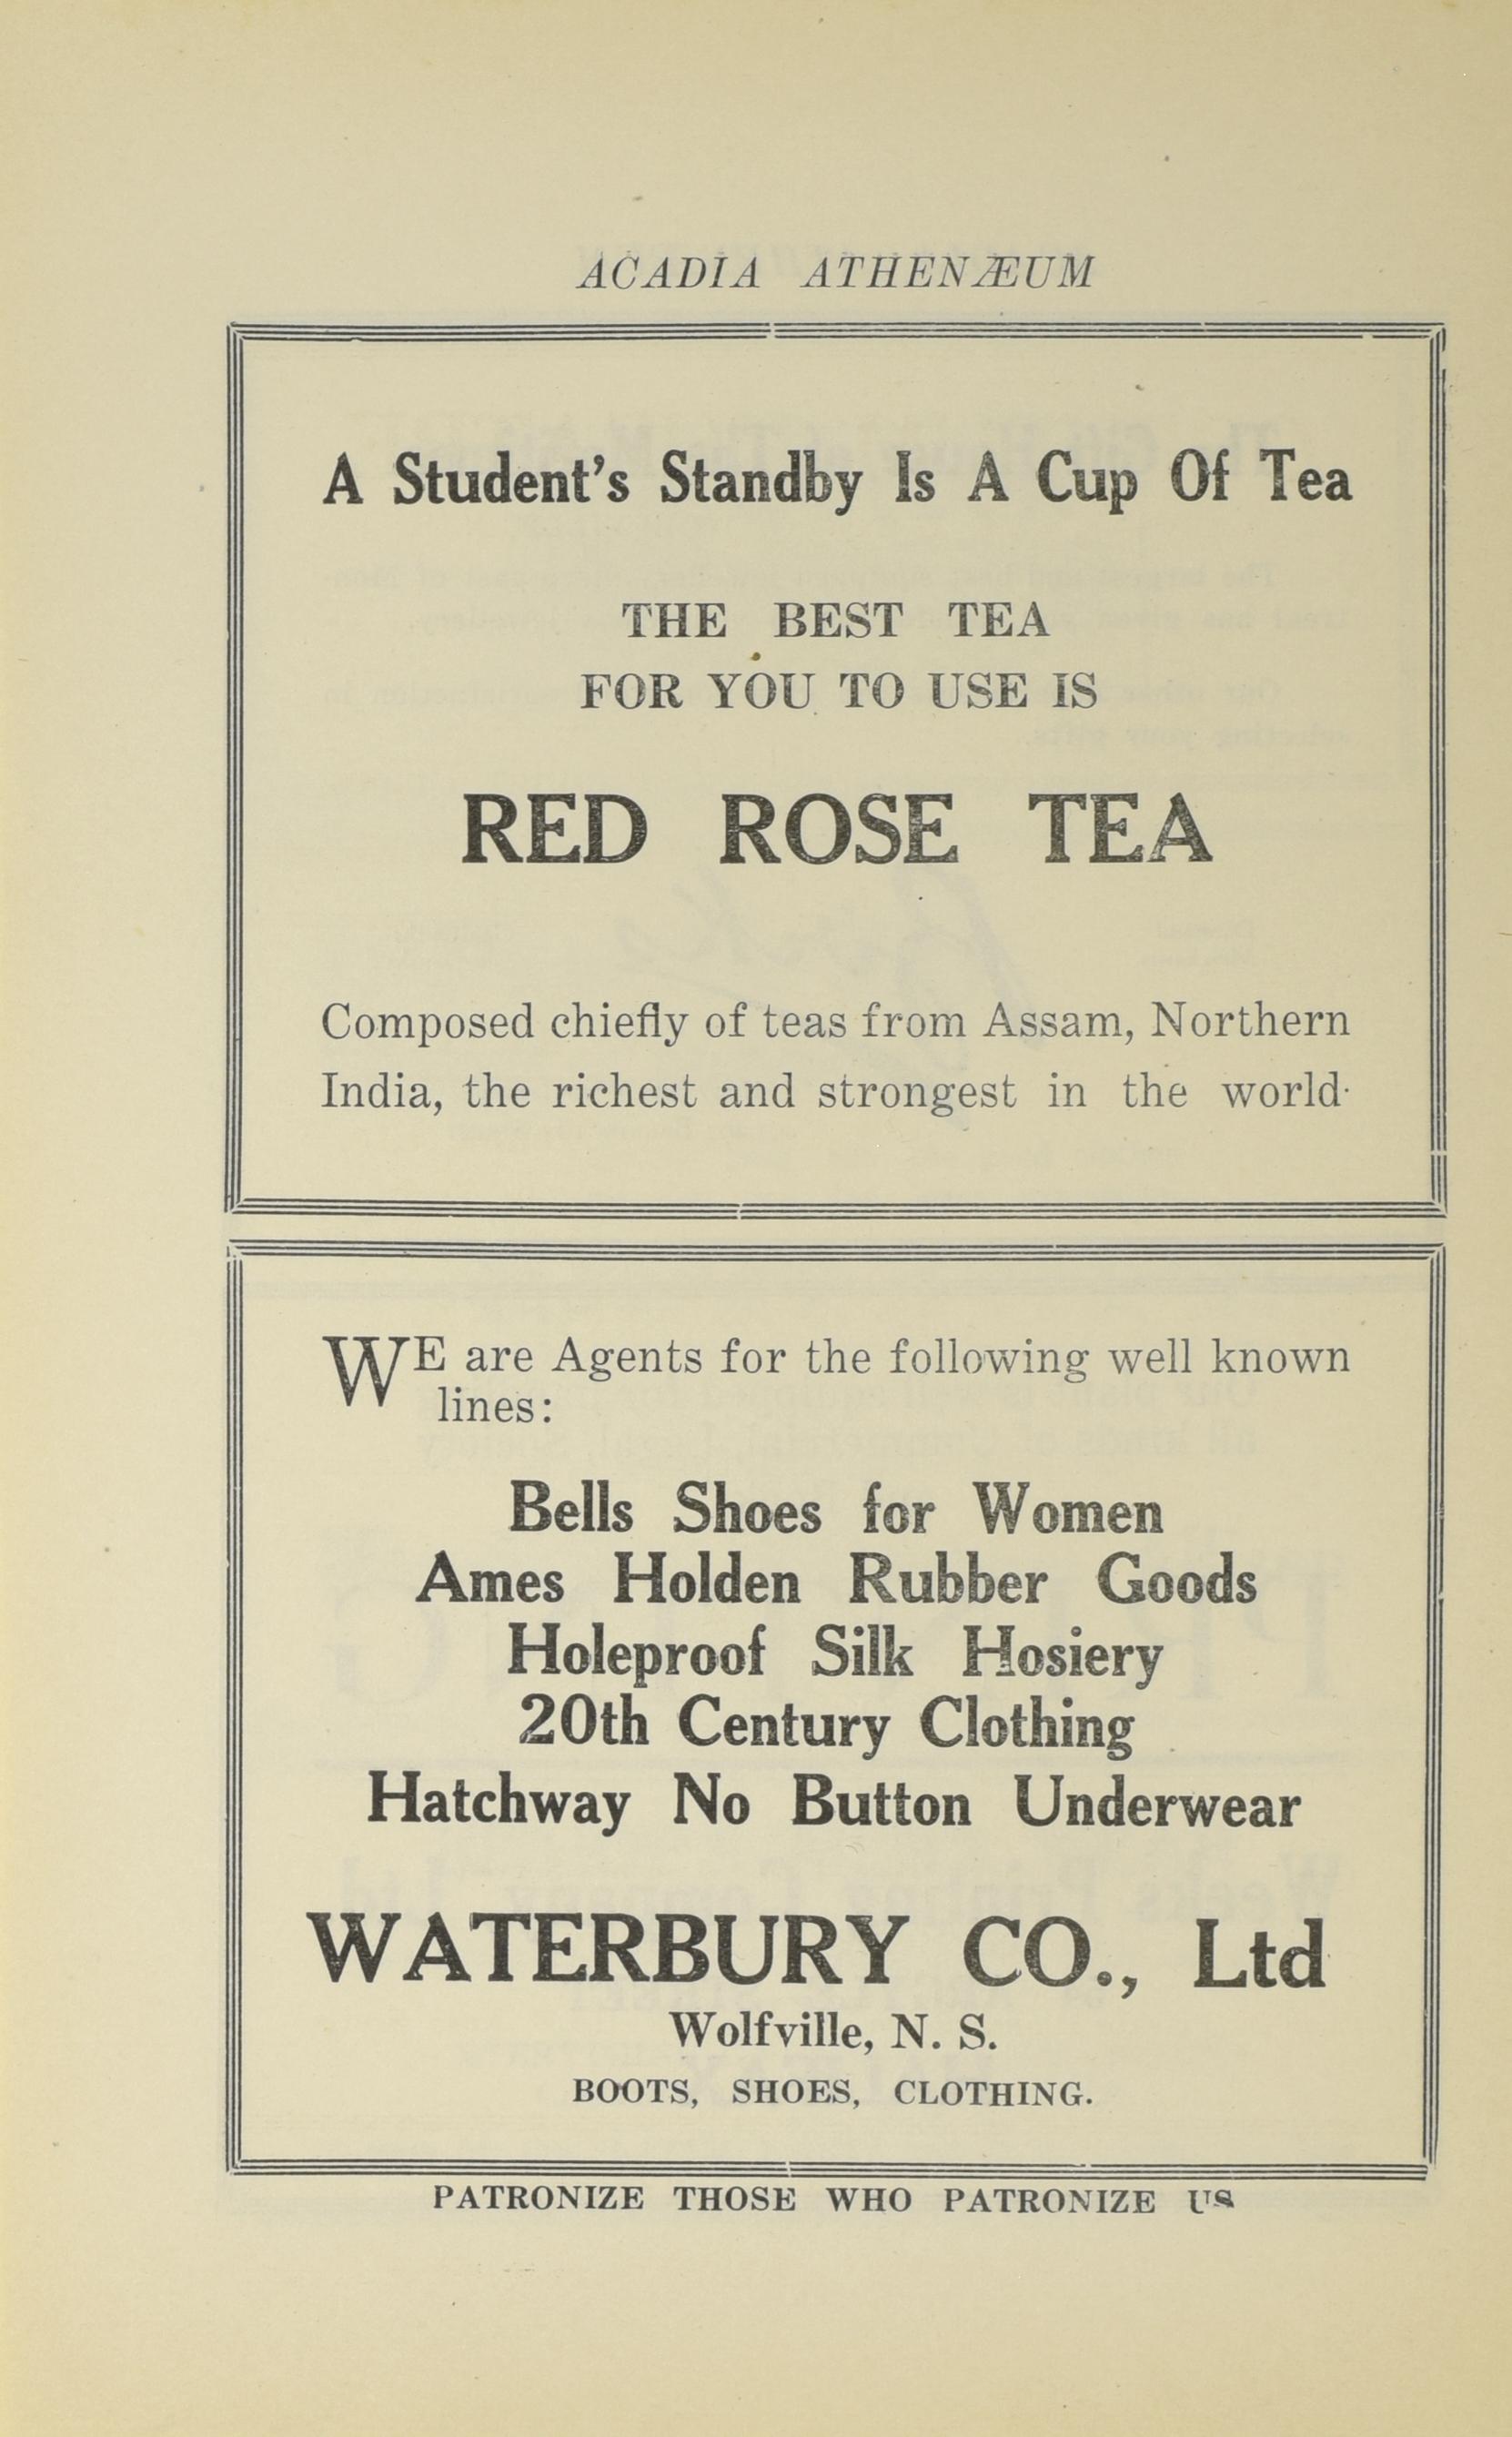 ACADIA ATHENÆUM
A Student's Standby Is A Cup Of Tea
THE BEST TEA
FOR YOU TO USE IS
RED ROSE TEA
Composed chiefly of teas from Assam, Northern
India, the richest and strongest in the world.
WE are Agents for the following well known
lines:
Bells Shoes for Women
Ames Holden Rubber Goods
Holeproof Silk Hosiery
20th Century Clothing
Hatchway No Button Underwear
WATERBURY CO., Ltd
Wolfville, N. S.
BOOTS, SHOES, CLOTHING.
PATRONIZE THOSE WHO PATRONIZE US